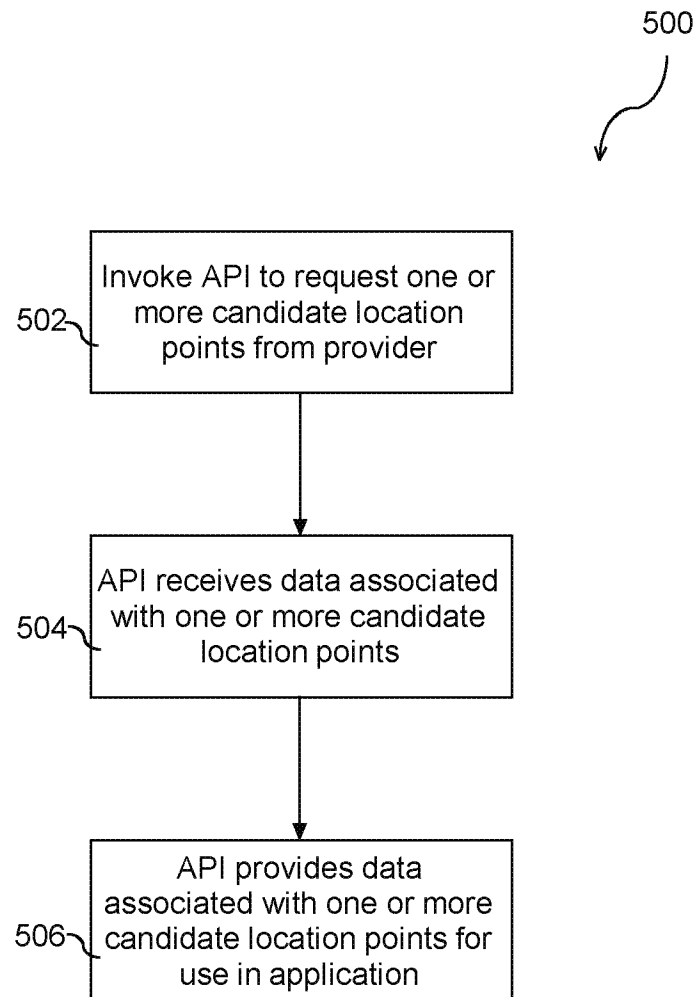 500
Invoke API to request one or
more candidate location
points from provider
502
API receives data associated
with one or more candidate
location points
504
API provides data
associated with one or more
candidate location points for
use in application
506